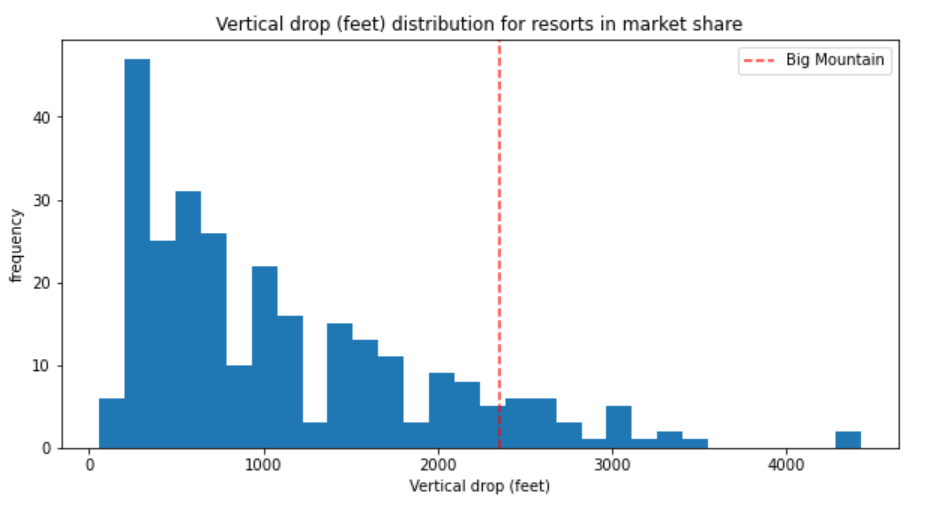 Vertical drop (feet) distribution for resorts in market share
Big Mountain
frequency
40
30
20
10
0
0 1000 2000 3000 4000
Vertical drop (feet)